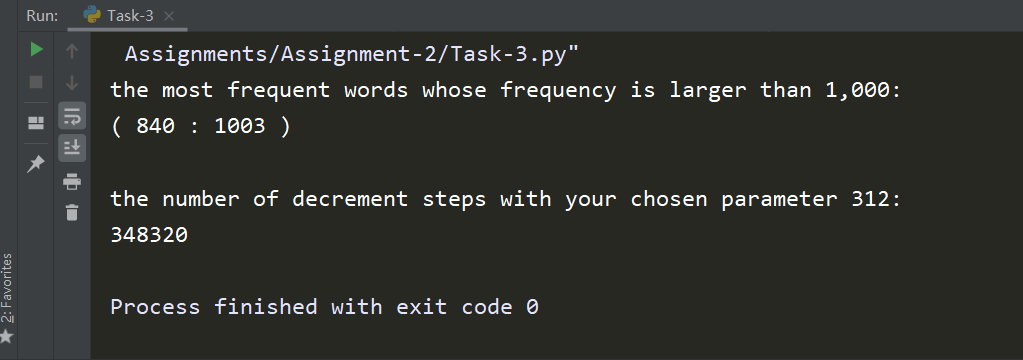 Run: Task-3
Assignments/Assignment-2/Task-3.py"
the most frequent words whose frequency is larger than 1,000:
( 840 : 1003 )
the number of decrement steps with your chosen parameter 312:
348320
Process finished with exit code 0
2: Favorites